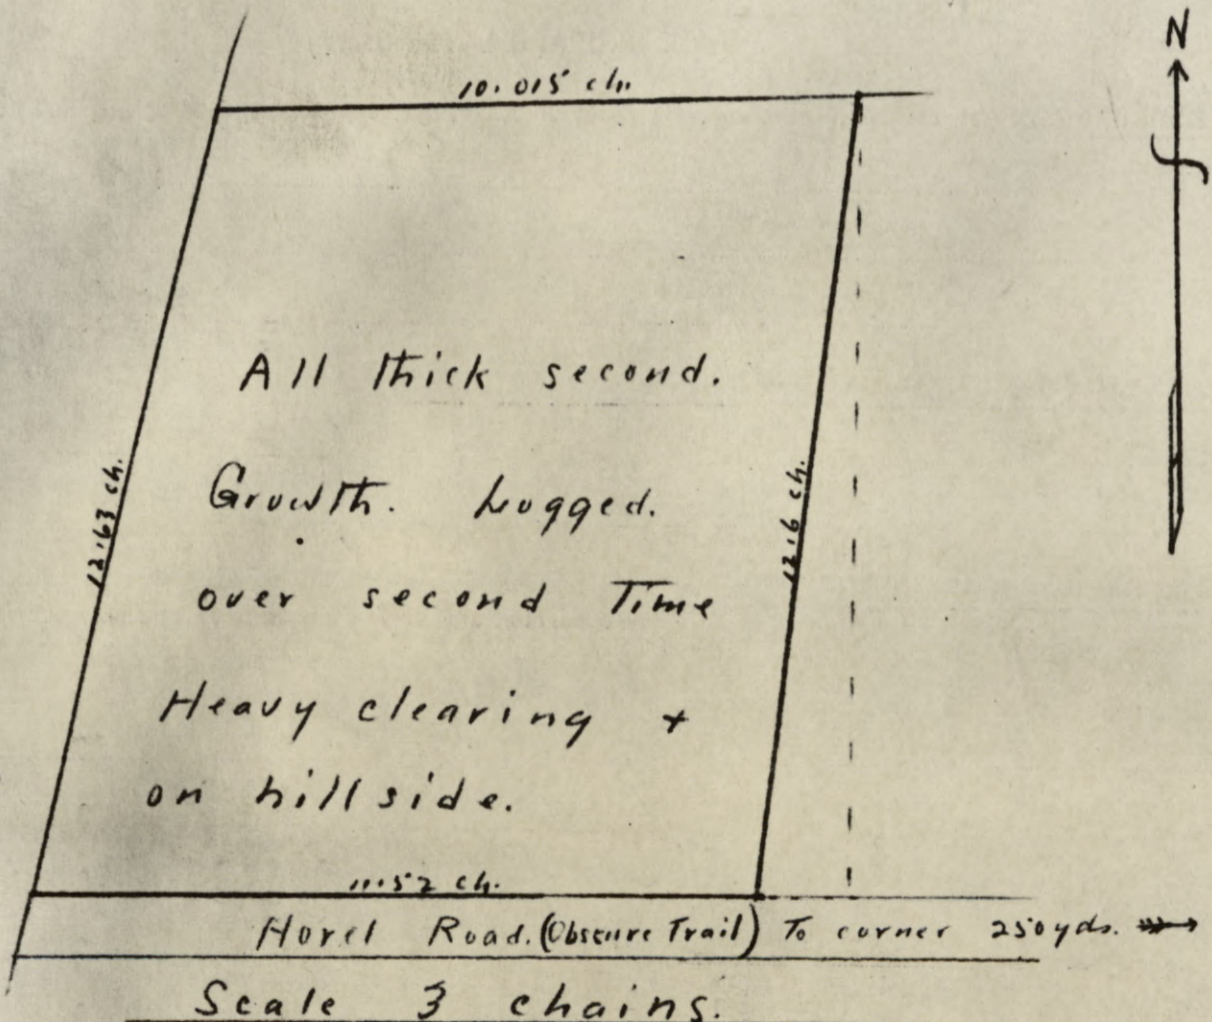 N
10.015 ch.
All thick second.
Growth. Logged.
12.63 ch.
12.6 ch.
over second Time
Heavy clearing +
on hillside.
11.52 ch.
Horel Road. (Obscure Trail) To corner 250 yds.
Scale 3 chains.